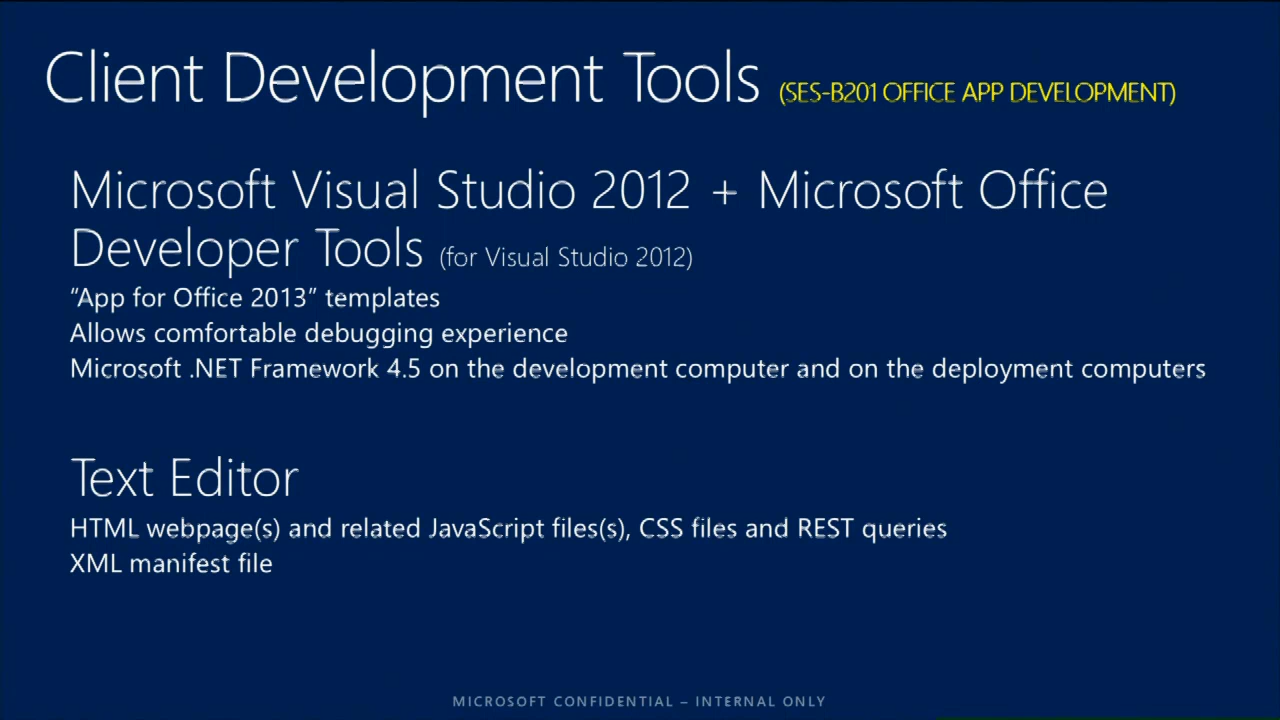 Client Development Tools (SES-B201 OFFICE APP DEVELOPMENT)
Microsoft Visual Studio 2012 + Microsoft Office
Developer Tools (for Visual Studio 2012)
“App for Office 2013” templates
Allows comfortable debugging experience
Microsoft .NET Framework 4.5 on the development computer and on the deployment computers
Text Editor
HTML webpage(s) and related JavaScript files(s), CSS files and REST queries
XML manifest file
MICROSOFT CONFIDENTIAL – INTERNAL ONLY